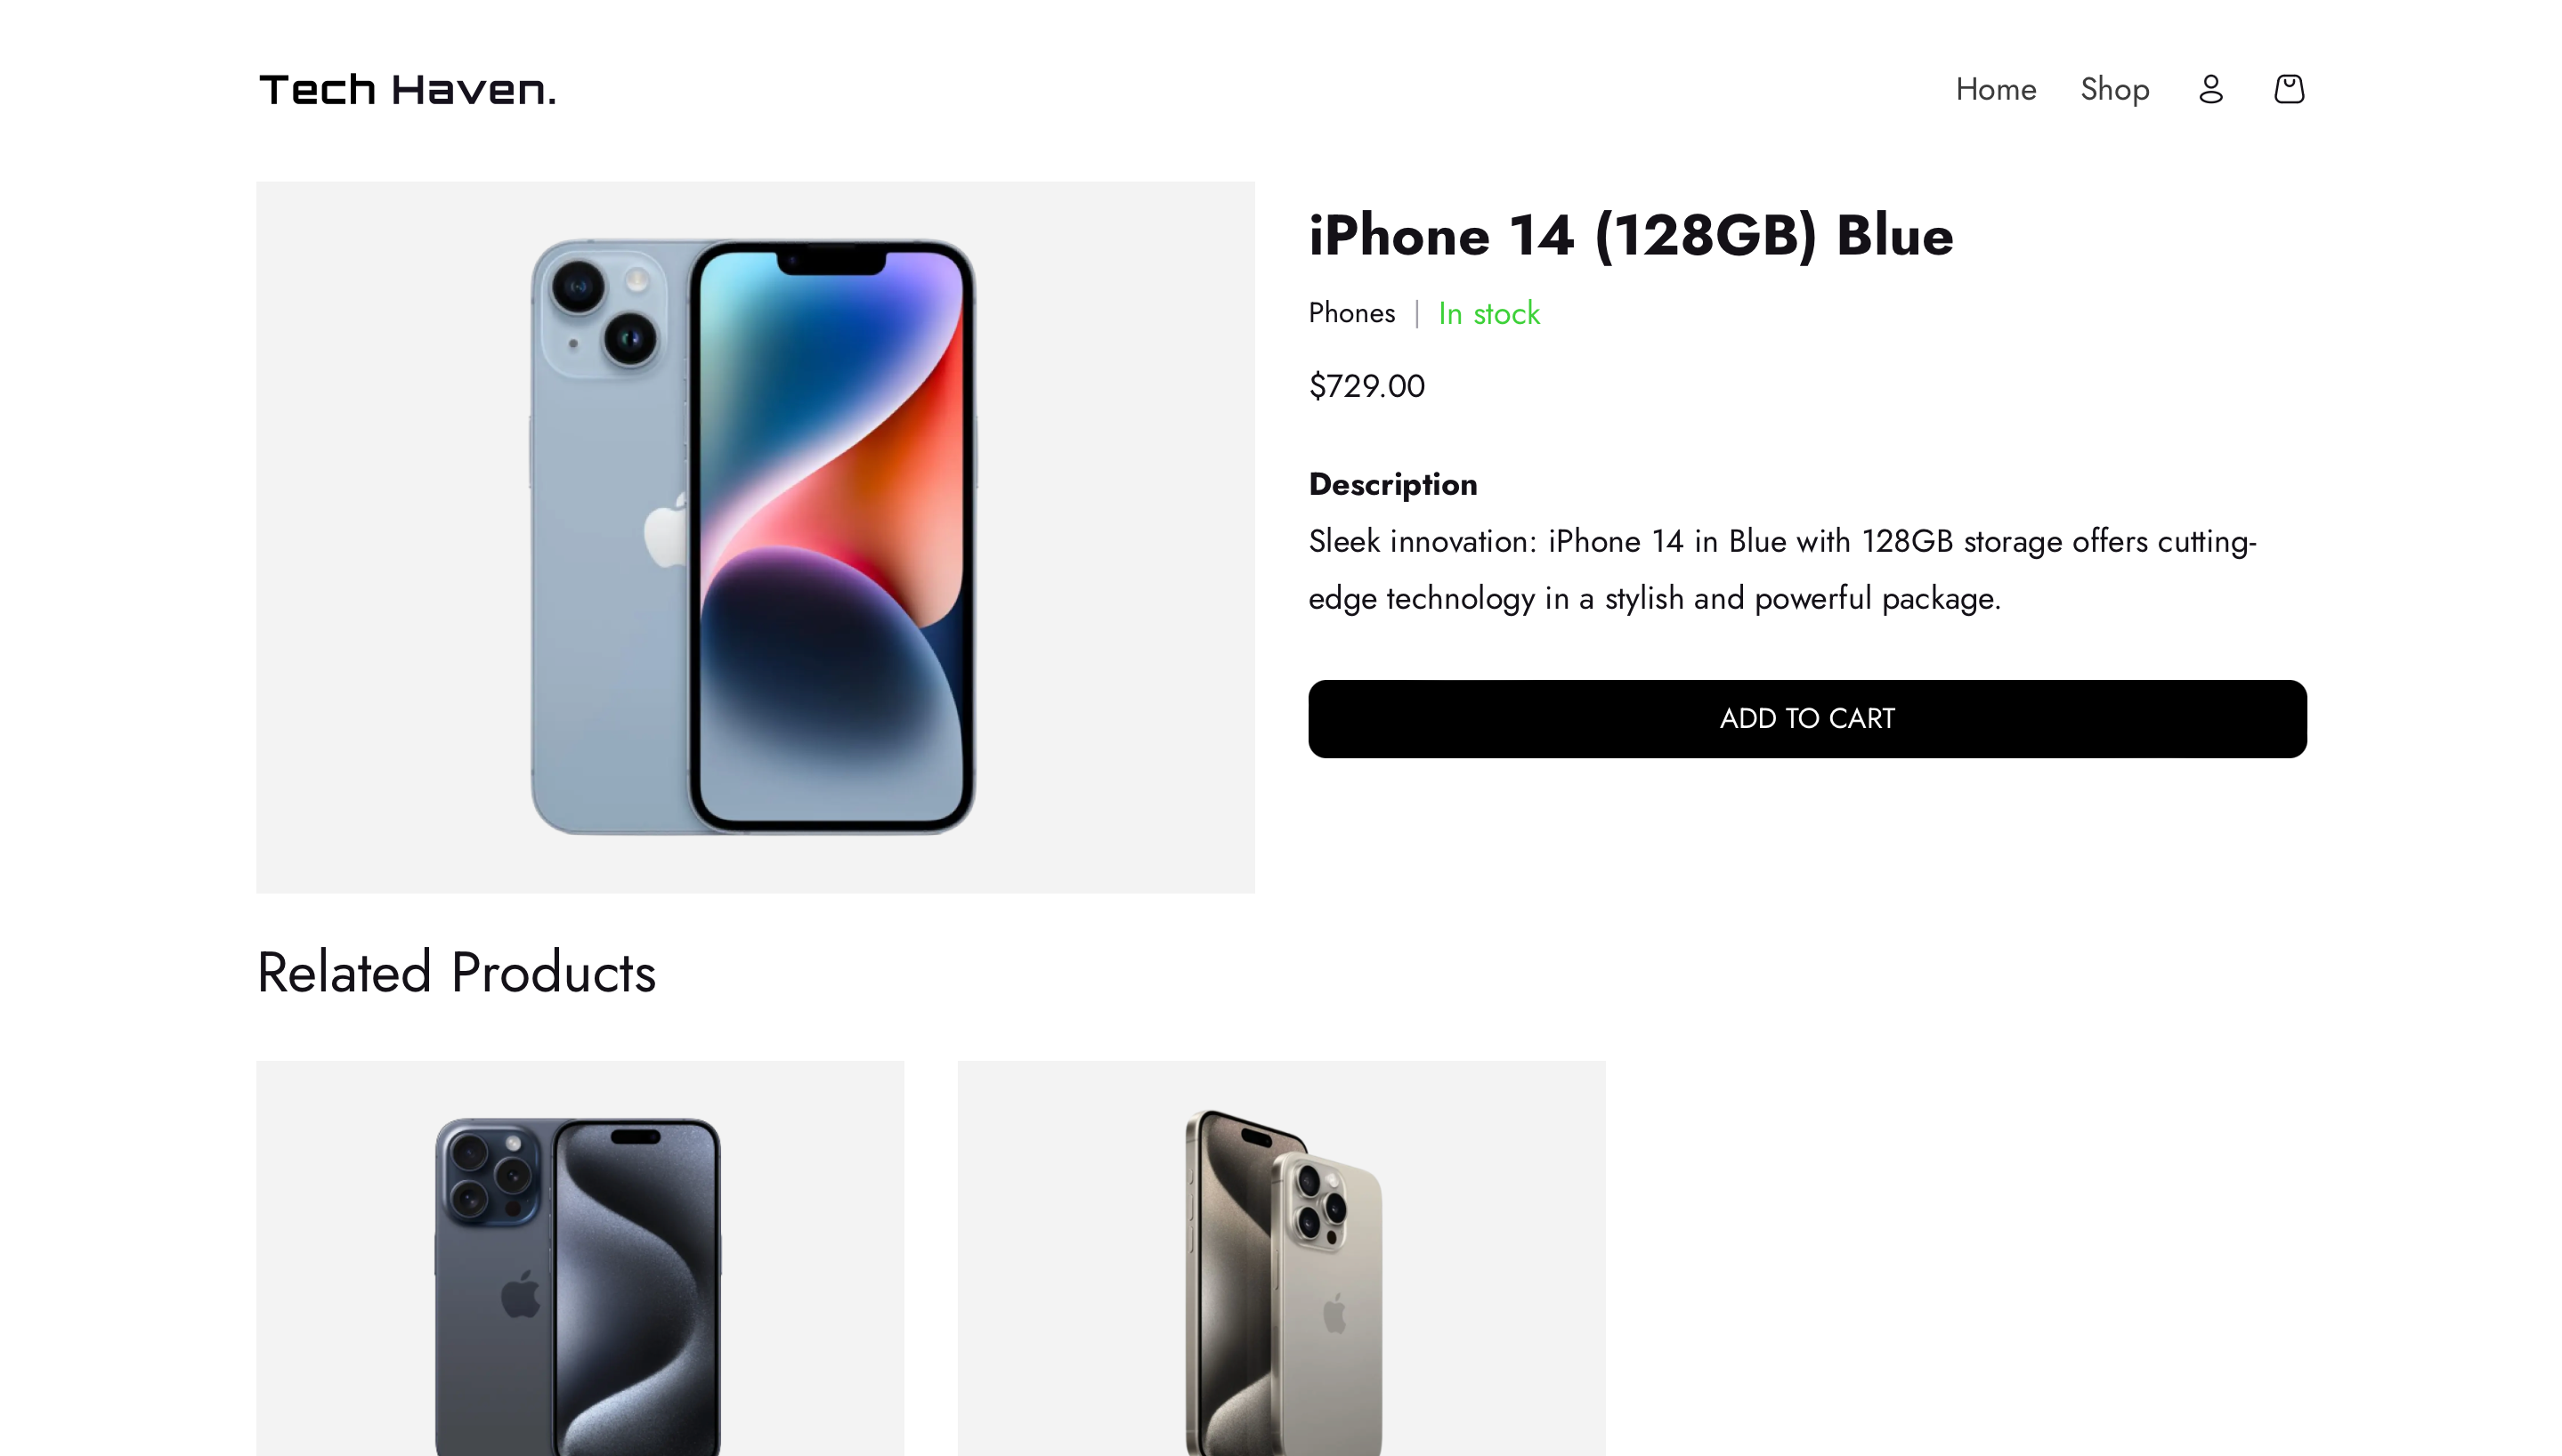 Tech Haven.
Home
Shop
iPhone 14 (128GB) Blue
Phones | In stock
$729.00
Description
Sleek innovation: iPhone 14 in Blue with 128GB storage offers cutting-
edge technology in a stylish and powerful package.
ADD TO CART
Related Products